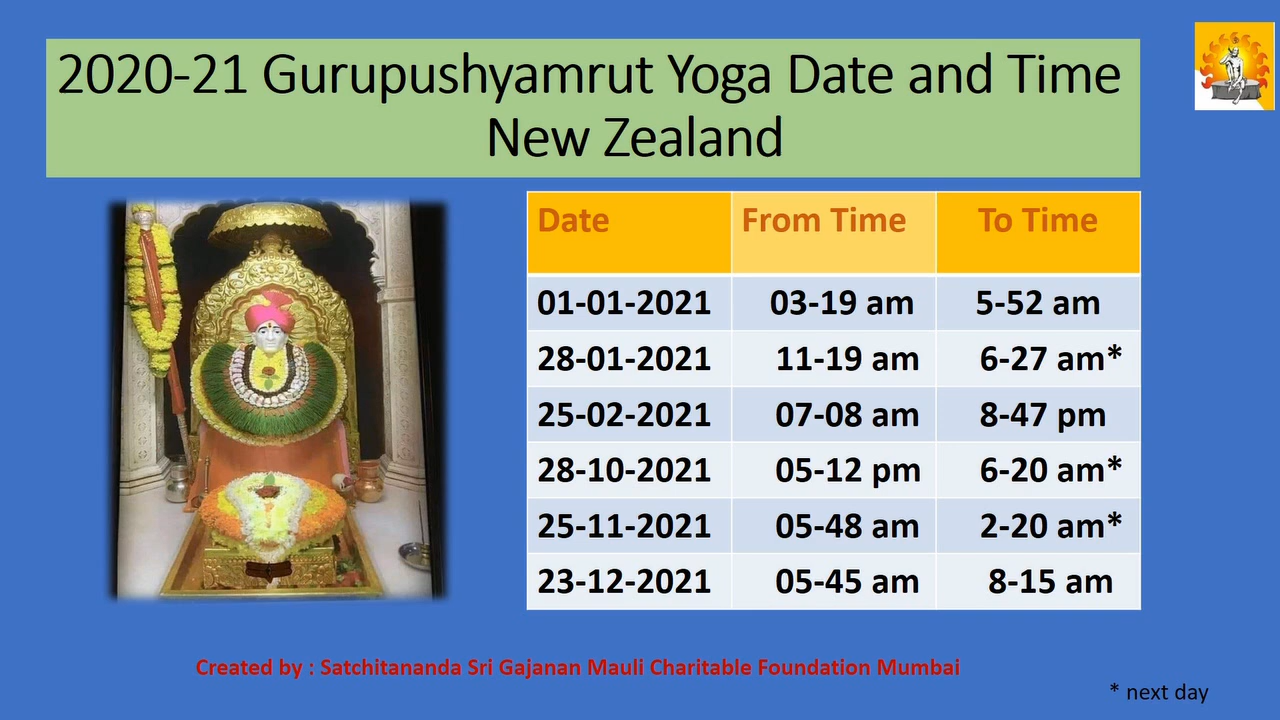 2020-21 Gurupushyamrut Yoga Date and Time
New Zealand
Date From Time To Time
01-01-2021 03-19 am 5-52 am
28-01-2021 11-19 am 6-27 am*
25-02-2021 07-08 am 8-47 pm
28-10-2021 05-12 pm 6-20 am*
25-11-2021 05-48 am 2-20 am*
23-12-2021 05-45 am 8-15 am
Created by : Satchitananda Sri Gajanan Mauli Charitable Foundation Mumbai
* next day